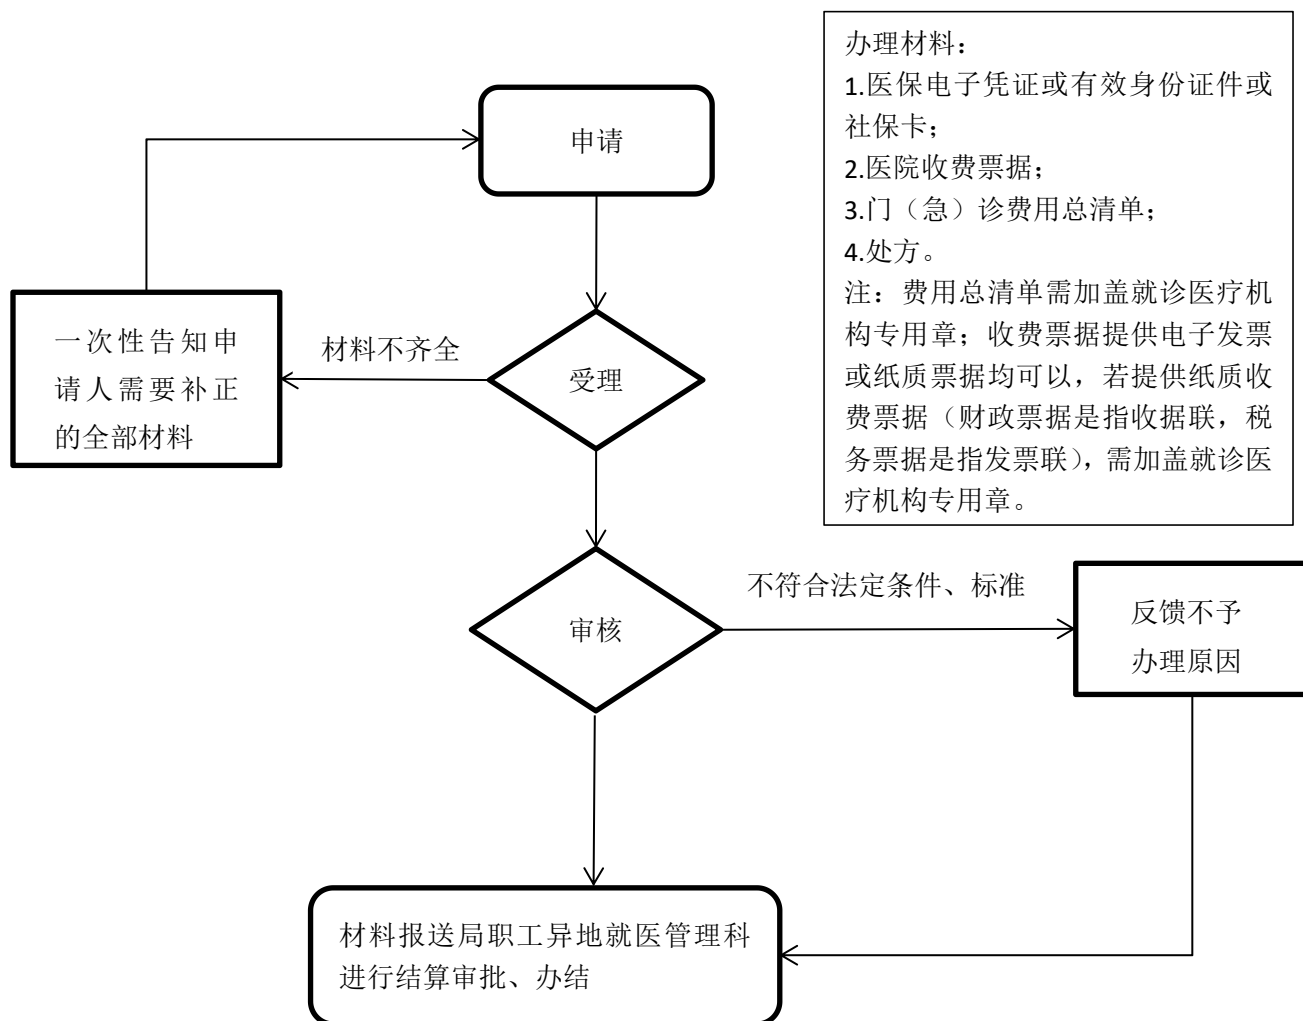 办理材料：
1.医保电子凭证或有效身份证件或
社保卡；
2.医院收费票据；
3.门（急）诊费用总清单；
4.处方。
注：费用总清单需加盖就诊医疗机
构专用章；收费票据提供电子发票
或纸质票据均可以，若提供纸质收
费票据（财政票据是指收据联，税
务票据是指发票联），需加盖就诊医
疗机构专用章。
申请
一次性告知申
请人需要补正
的全部材料
材料不齐全
受理
审核
不符合法定条件、标准
反馈不予
办理原因
材料报送局职工异地就医管理科
进行结算审批、办结